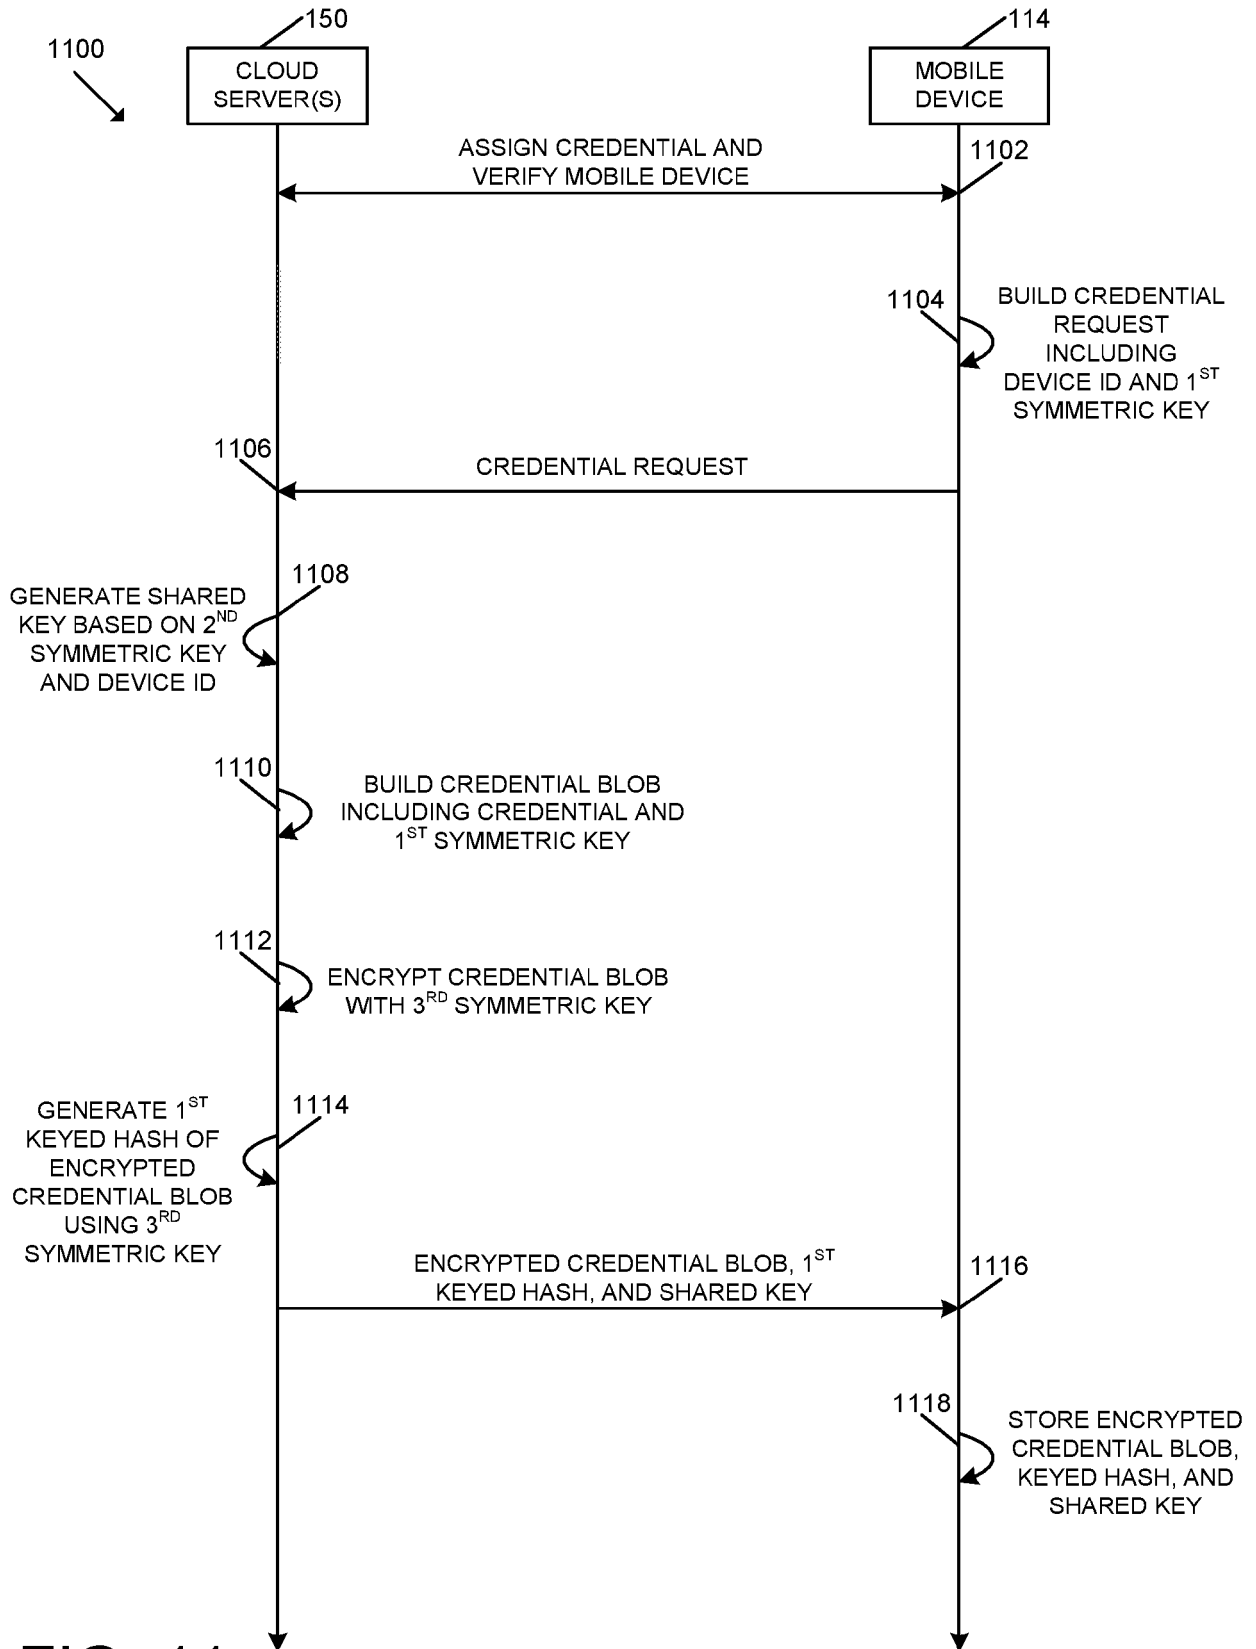 150
114
1100
CLOUD
SERVER(S)
MOBILE
DEVICE
ASSIGN CREDENTIAL AND
VERIFY MOBILE DEVICE
1102
1104
BUILD CREDENTIAL
REQUEST
INCLUDING
DEVICE ID AND 1ST
SYMMETRIC KEY
1106
CREDENTIAL REQUEST
1108
GENERATE SHARED
KEY BASED ON 2ND
SYMMETRIC KEY
AND DEVICE ID
1110
BUILD CREDENTIAL BLOB
INCLUDING CREDENTIAL AND
1ST SYMMETRIC KEY
1112
ENCRYPT CREDENTIAL BLOB
WITH 3RD SYMMETRIC KEY
1114
GENERATE 1ST
KEYED HASH OF
ENCRYPTED
CREDENTIAL BLOB
USING 3RD
SYMMETRIC KEY
ENCRYPTED CREDENTIAL BLOB, 1ST
KEYED HASH, AND SHARED KEY
1116
1118
STORE ENCRYPTED
CREDENTIAL BLOB,
KEYED HASH, AND
SHARED KEY